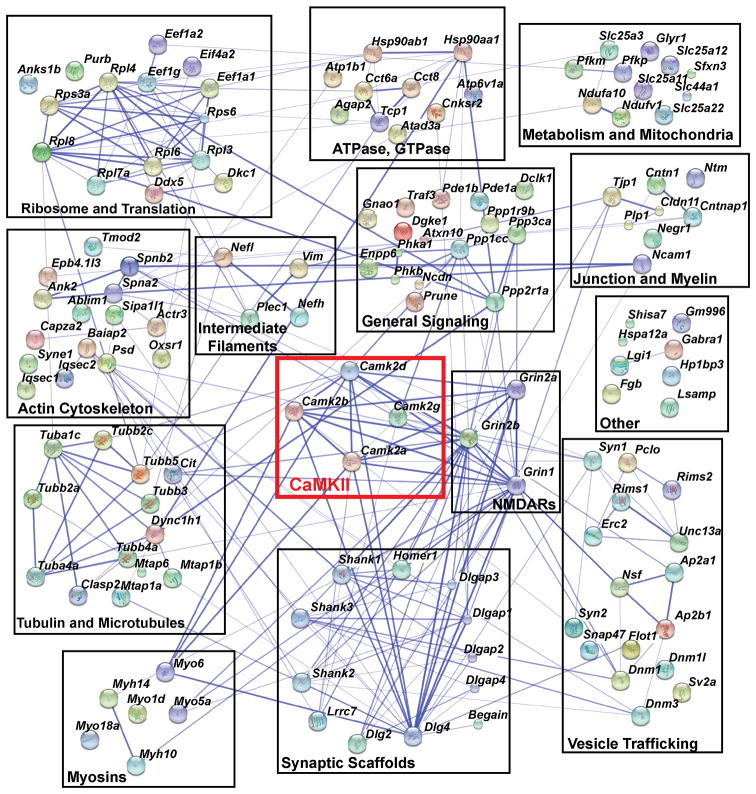 Eef1a2
Anks1b
Purb
Eif4a2
Rpl4
Eef1g
Eef1a1
Rps3a
Rps6
Rpl8
Rpl6
Rpl3
Rpl7a
Ddx5
Dkc1
Ribosome and Translation
Hsp90ab1
Hsp90aa1
Atp1b1
Cct6a
Cct8
Atp6v1a
Agap2
Tcp1
Cnksr2
Atad3a
ATPase, GTPase
Slc25a3
Glyr1
Slc25a12
Pfkm
Pfkp
Sfxn3
Slc25a11
Slc44a1
Ndufa10
Ndufv1
Slc25a22
Metabolism and Mitochondria
Dclk1
Traf3
Pde1b
Pde1a
Gnao1
Ppp1r9b
Dgke1
Ppp3ca
Atxn10
Phka1
Ppp1cc
Enpp6
Phkb
Ncdn
Prune
Ppp2r1a
General Signaling
Tjp1
Cntn1
Ntm
Cldn11
Cntnap1
Plp1
Negr1
Ncam1
Junction and Myelin
Tmod2
Epb4.1l3
Spnb2
Ank2
Spna2
Ablim1
Sipa1l1
Actr3
Capza2
Baiap2
Syne1
Psd
Oxsr1
Iqsec2
Iqsec1
Actin Cytoskeleton
Nefl
Vim
Plec1
Nefh
Intermediate
Filaments
Shisa7
Gm996
Hspa12a
Gabra1
Lgi1
Hp1bp3
Fgb
Lsamp
Other
Camk2d
Camk2b
Camk2g
Camk2a
CaMKII
Grin2a
Grin2b
Grin1
NMDARs
Tuba1c
Tubb2c
Tubb5
Cit
Tubb2a
Tubb3
Dync1h1
Tubb4a
Tuba4a
Mtap6
Mtap1b
Clasp2
Mtap1a
Tubulin and Microtubules
Syn1
Pclo
Rims2
Rims1
Erc2
Unc13a
Nsf
Ap2a1
Syn2
Ap2b1
Snap47
Flot1
Dnm1
Dnm1l
Sv2a
Dnm3
Vesicle Trafficking
Shank1
Homer1
Dlgap3
Shank3
Dlgap1
Dlgap2
Shank2
Dlgap4
Lrrc7
Begain
Dlg2
Dlg4
Synaptic Scaffolds
Myo6
Myh14
Myo1d
Myo5a
Myo18a
Myh10
Myosins